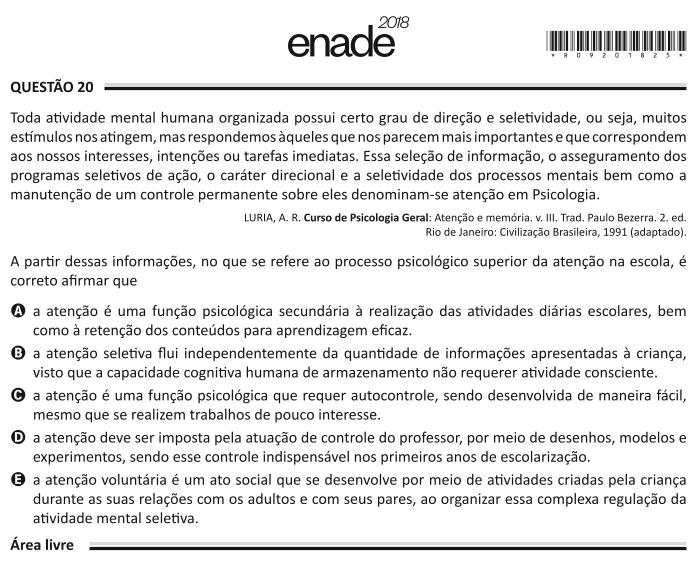 2018
enade
*R09201825*
QUESTÃO 20
Toda atividade mental humana organizada possui certo grau de direção e seletividade, ou seja, muitos
estímulos nos atingem, mas respondemos àqueles que nos parecem mais importantes e que correspondem
aos nossos interesses, intenções ou tarefas imediatas. Essa seleção de informação, o asseguramento dos
programas seletivos de ação, o caráter direcional e a seletividade dos processos mentais bem como a
manutenção de um controle permanente sobre eles denominam-se atenção em Psicologia.
LURIA, A. R. Curso de Psicologia Geral: Atenção e memória. v. III. Trad. Paulo Bezerra. 2. ed.
Rio de Janeiro: Civilização Brasileira, 1991 (adaptado).
A partir dessas informações, no que se refere ao processo psicológico superior da atenção na escola, é
correto afirmar que
A a atenção é uma função psicológica secundária à realização das atividades diárias escolares, bem
como à retenção dos conteúdos para aprendizagem eficaz.
B a atenção seletiva flui independentemente da quantidade de informações apresentadas à criança,
visto que a capacidade cognitiva humana de armazenamento não requerer atividade consciente.
C a atenção é uma função psicológica que requer autocontrole, sendo desenvolvida de maneira fácil,
mesmo que se realizem trabalhos de pouco interesse.
D a atenção deve ser imposta pela atuação de controle do professor, por meio de desenhos, modelos e
experimentos, sendo esse controle indispensável nos primeiros anos de escolarização.
E a atenção voluntária é um ato social que se desenvolve por meio de atividades criadas pela criança
durante as suas relações com os adultos e com seus pares, ao organizar essa complexa regulação da
atividade mental seletiva.
Área livre